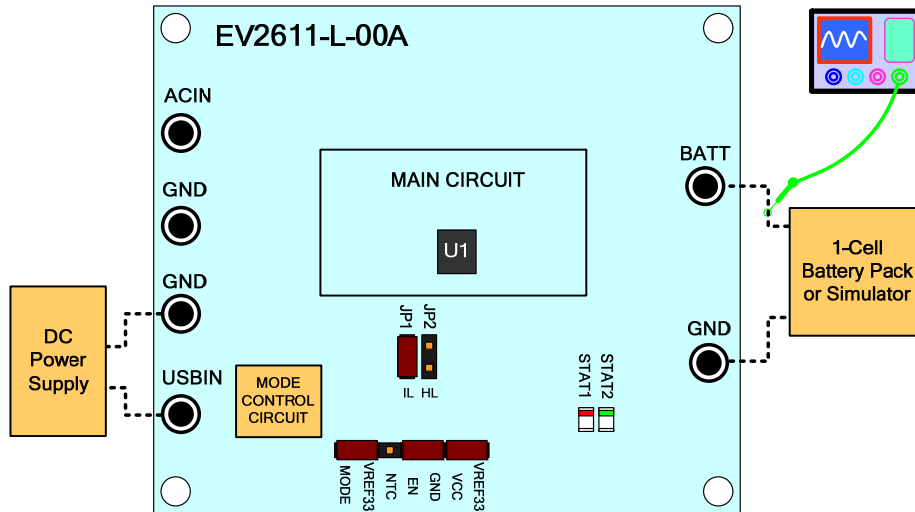 EV2611-L-00A
ACIN
GND
GND
USBIN
DC
Power
Supply
MODE
CONTROL
CIRCUIT
MAIN CIRCUIT
U1
JP1
JP2
IL
HL
MODE
VREF33
NTC
EN
GND
VCC
VREF33
STAT1
STAT2
BATT
GND
1-Cell
Battery Pack
or Simulator